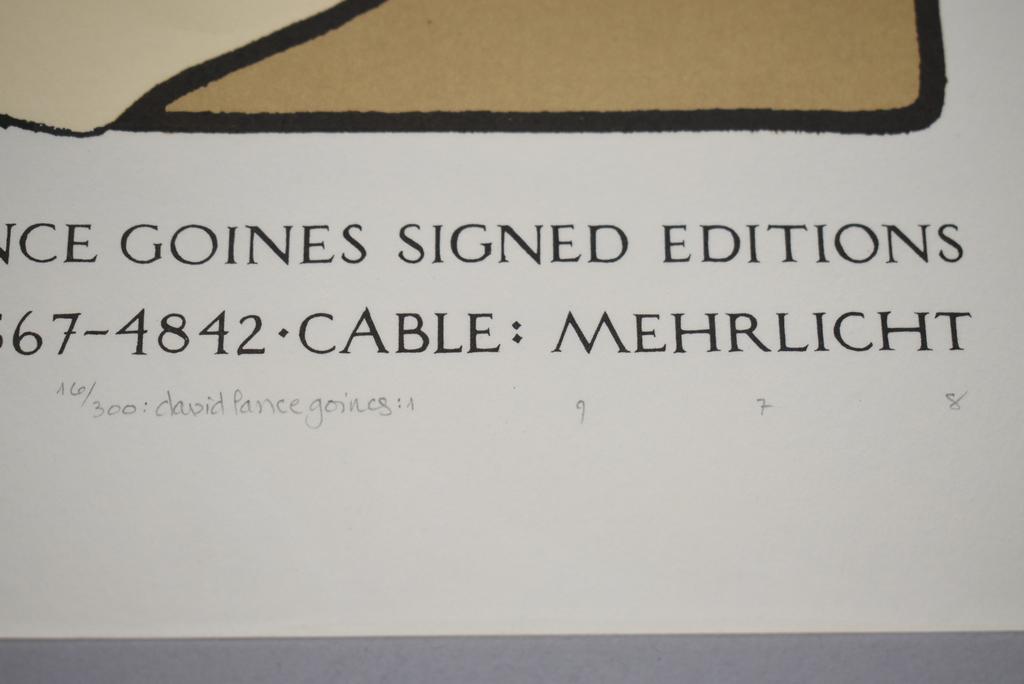 NCE GOINES SIGNED EDITIONS
567-4842·CABLE: MEHRLICHT
16/300: david lance goines: 1 9 7 8